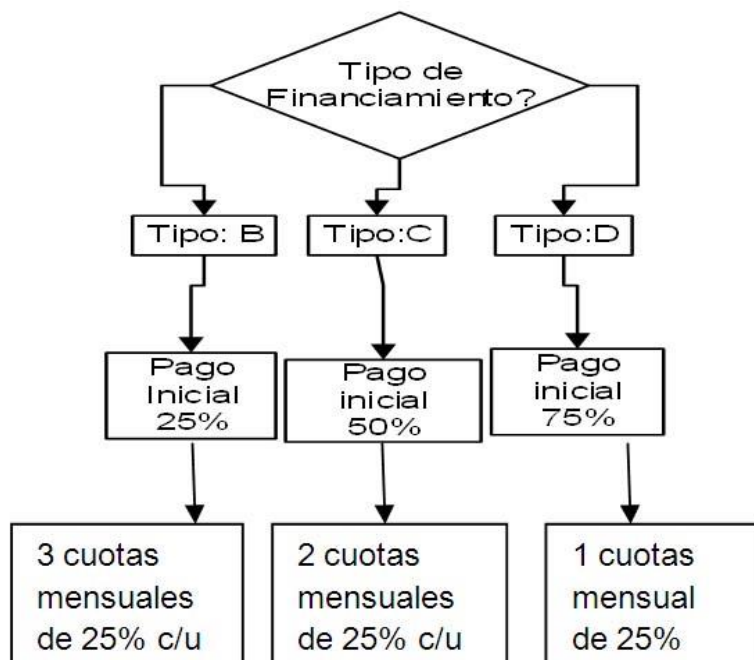 Tipo de
Financiamiento?
Tipo: B
Tipo:C
Tipo:D
Pago
Inicial
25%
Pago
inicial
50%
Pago
inicial
75%
3 cuotas
mensuales
de 25% c/u
2 cuotas
mensuales
de 25% c/u
1 cuotas
mensual
de 25%